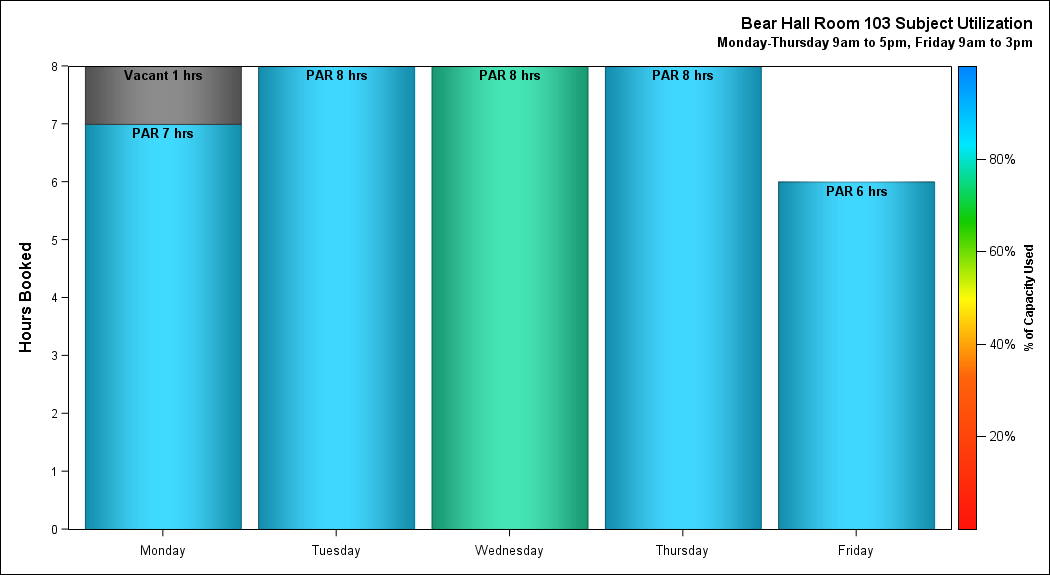 Bear Hall Room 103 Subject Utilization
Monday-Thursday 9am to 5pm, Friday 9am to 3pm
Hours Booked
8
7
6
5
4
3
2
1
0
Vacant 1 hrs
PAR 7 hrs
PAR 8 hrs
PAR 8 hrs
PAR 8 hrs
PAR 6 hrs
Monday
Tuesday
Wednesday
Thursday
Friday
80%
60%
40%
20%
% of Capacity Used